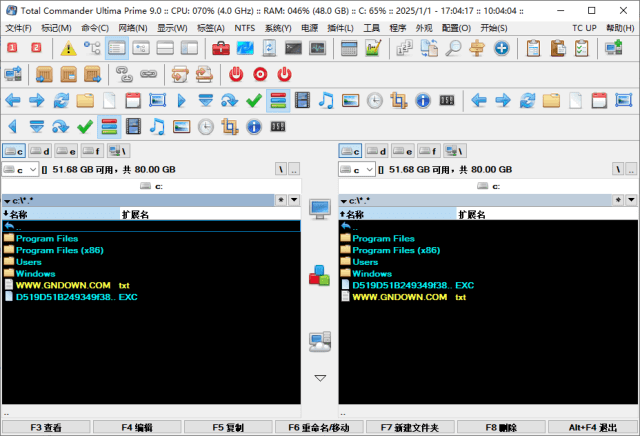 Total Commander Ultima Prime 9.0 :: CPU: 070% (4.0 GHz) :: RAM: 046% (48.0 GB) :: C: 65% :: 2025/1/1 - 17:04:17 :: 10:04:04 ::
文件(F) 标记(M) 命令(C) 网络(N) 显示(W) 标签(A) NTFS 系统(V) 电源 插件(L) 工具 程序 外观 配置(O) 开始(S) TC UP 帮助(H)
1 2
c d e f \ c d e f \
c [] 51.68 GB 可用，共 80.00 GB \ .. c [] 51.68 GB 可用，共 80.00 GB \ ..
c: c:
c:\*.* * c:\*.* *
名称 扩展名 名称 扩展名
.. ..
Program Files Program Files
Program Files (x86) Program Files (x86)
Users Users
Windows Windows
WWW.GNDOWN.COM txt D519D51B249349f38.. EXC
D519D51B249349f38.. EXC WWW.GNDOWN.COM txt
.. ..
F3 查看 F4 编辑 F5 复制 F6 重命名/移动 F7 新建文件夹 F8 删除 Alt+F4 退出